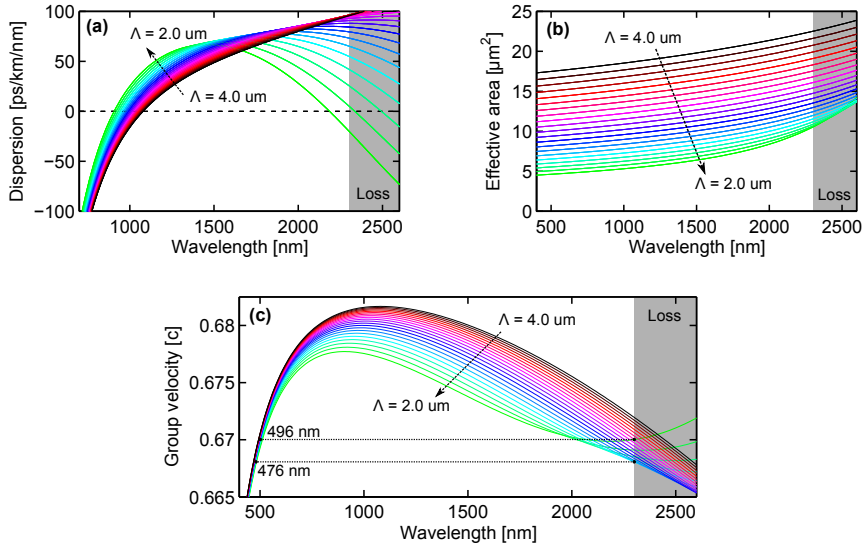 (a)
Λ = 2.0 um
Λ = 4.0 um
Loss
100
50
0
−50
−100
Dispersion [ps/km/nm]
1000 1500 2000 2500
Wavelength [nm]
(b)
Λ = 4.0 um
Λ = 2.0 um
Loss
25
20
15
10
5
0
Effective area [µm²]
500 1000 1500 2000 2500
Wavelength [nm]
(c)
Λ = 4.0 um
Λ = 2.0 um
Loss
496 nm
476 nm
0.68
0.675
0.67
0.665
Group velocity [c]
500 1000 1500 2000 2500
Wavelength [nm]